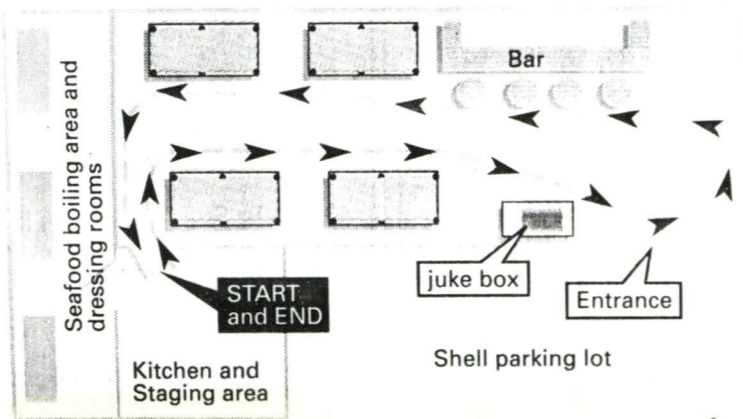 Bar
Seafood boiling area and
dressing rooms
juke box
Entrance
START
and END
Kitchen and
Staging area
Shell parking lot